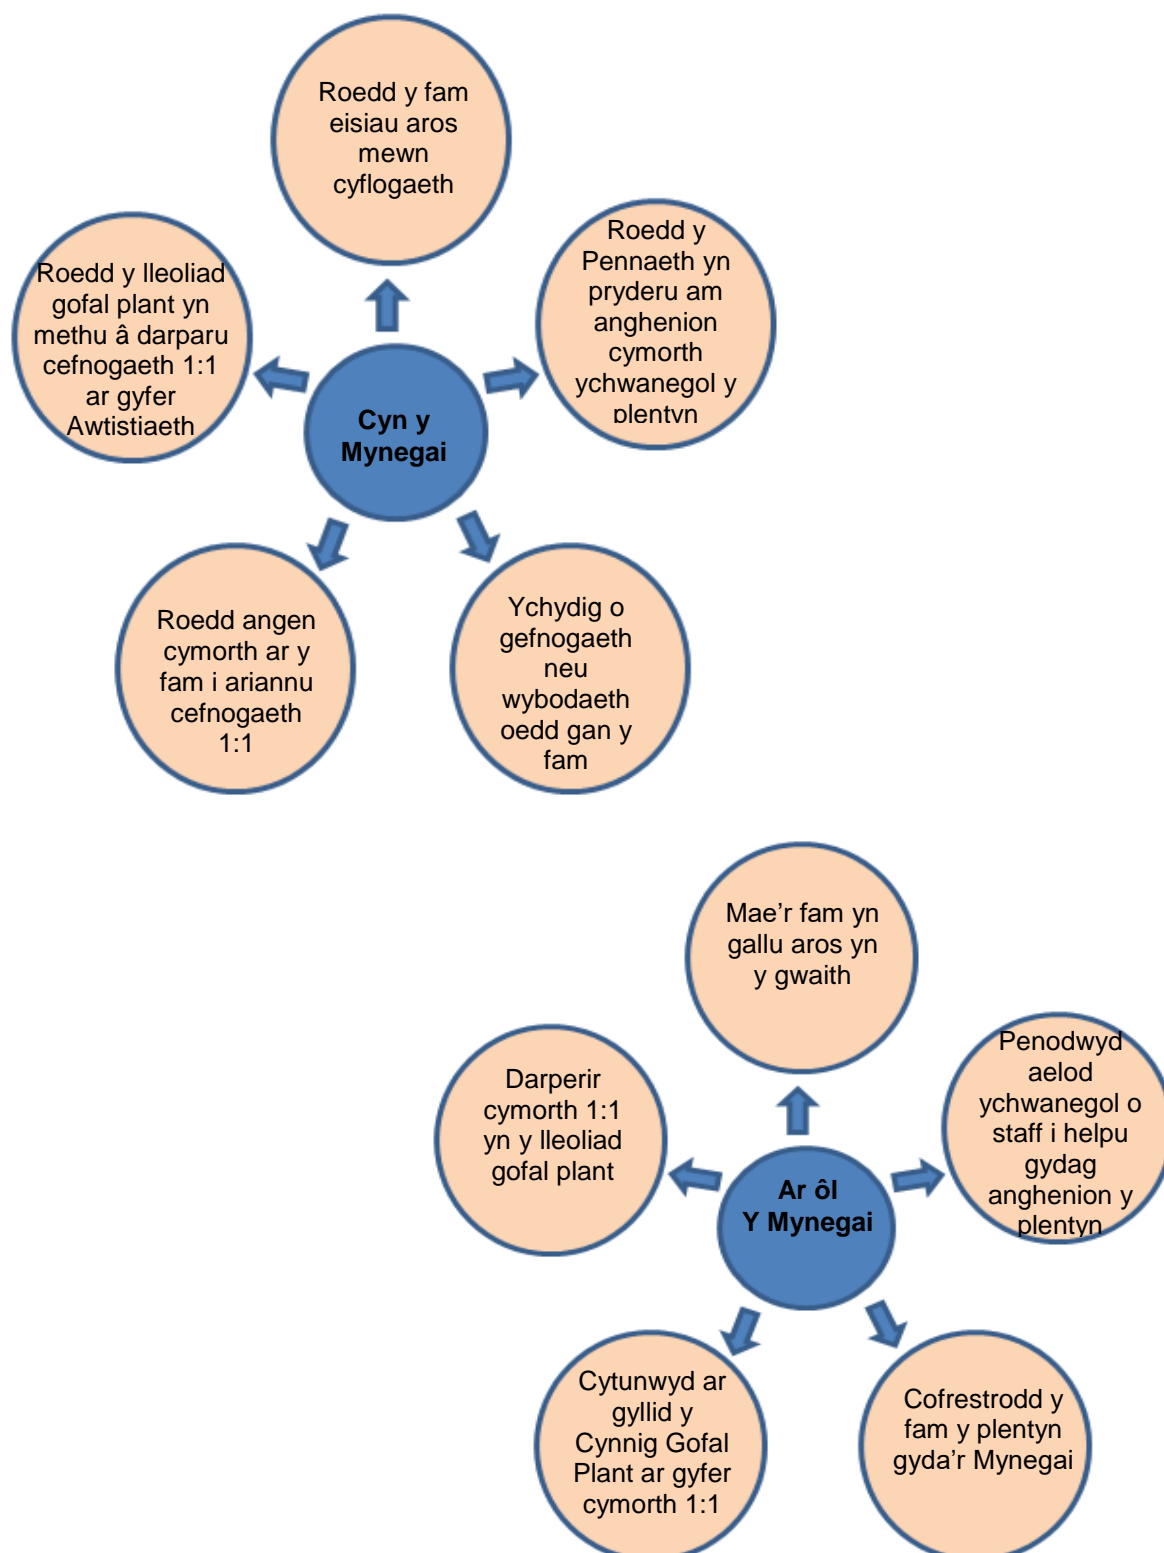 Roedd y fam
eisiau aros
mewn
cyflogaeth
Roedd y lleoliad
gofal plant yn
methu â darparu
cefnogaeth 1:1
ar gyfer
Awtistiaeth
Roedd y
Pennaeth yn
pryderu am
anghenion
cymorth
ychwanegol y
plentyn
Cyn y
Mynegai
Roedd angen
cymorth ar y
fam i ariannu
cefnogaeth
1:1
Ychydig o
gefnogaeth
neu
wybodaeth
oedd gan y
fam
Mae’r fam yn
gallu aros yn
y gwaith
Darperir
cymorth 1:1
yn y lleoliad
gofal plant
Penodwyd
aelod
ychwanegol o
staff i helpu
gydag
anghenion y
plentyn
Ar ôl
Y Mynegai
Cytunwyd ar
gyllid y
Cynnig Gofal
Plant ar gyfer
cymorth 1:1
Cofrestrodd y
fam y plentyn
gyda’r Mynegai